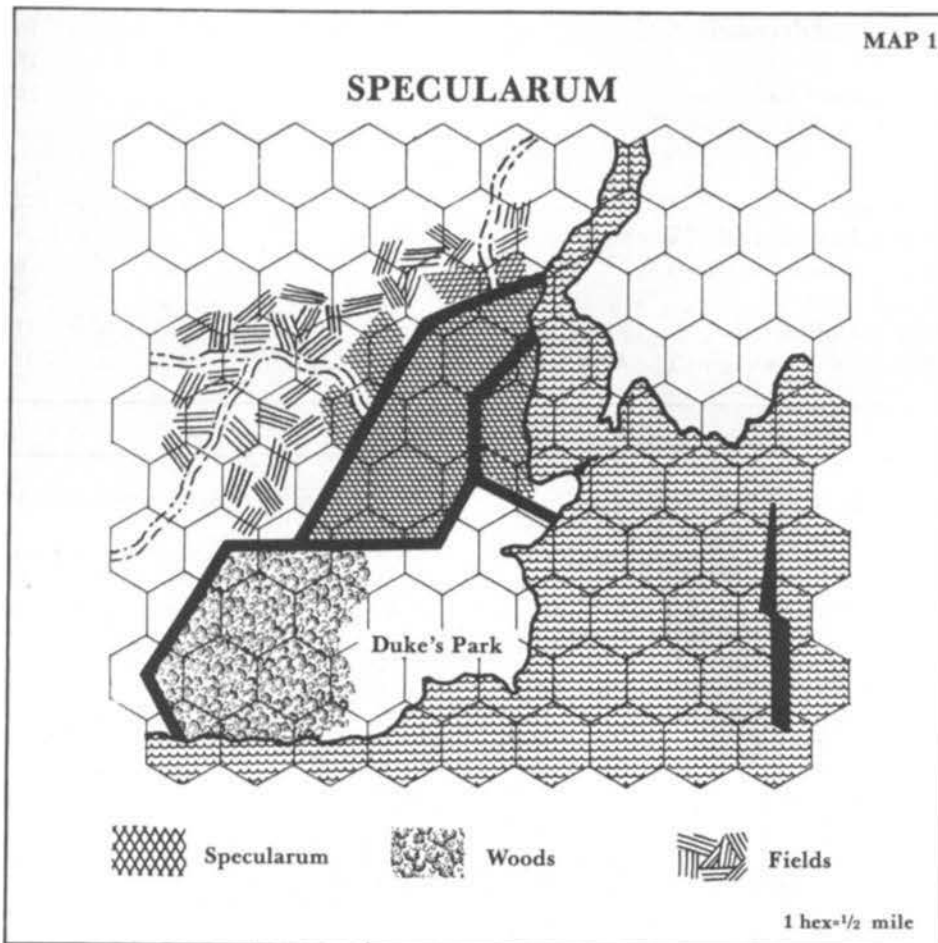 MAP 1
SPECULARUM
Duke's Park
Specularum
Woods
Fields
1 hex=½ mile